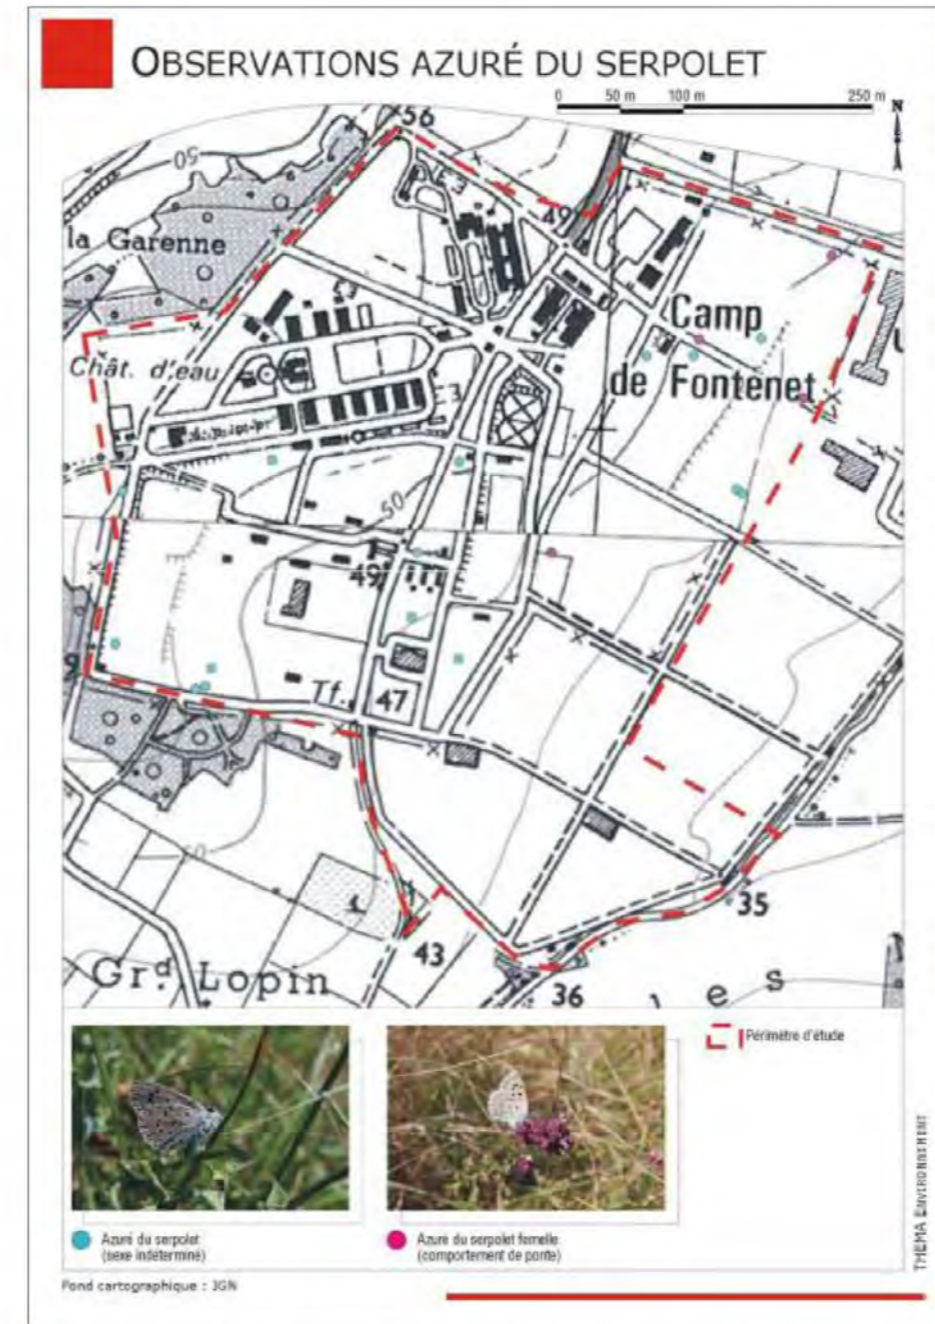 OBSERVATIONS AZURÉ DU SERPOLET
0 50 m 100 m 250 m
N
56
50
49
la Garenne
Camp
de Fontenet
Chât. d'eau
50
49
9
Tf.
47
50
35
43
Grd. Lopin
36
l e s
Périmètre d'étude
Azuré du serpolet
(sexe indéterminé)
Azuré du serpolet femelle
(comportement de ponte)
THEMA ENVIRONNEMENT
Fond cartographique : IGN